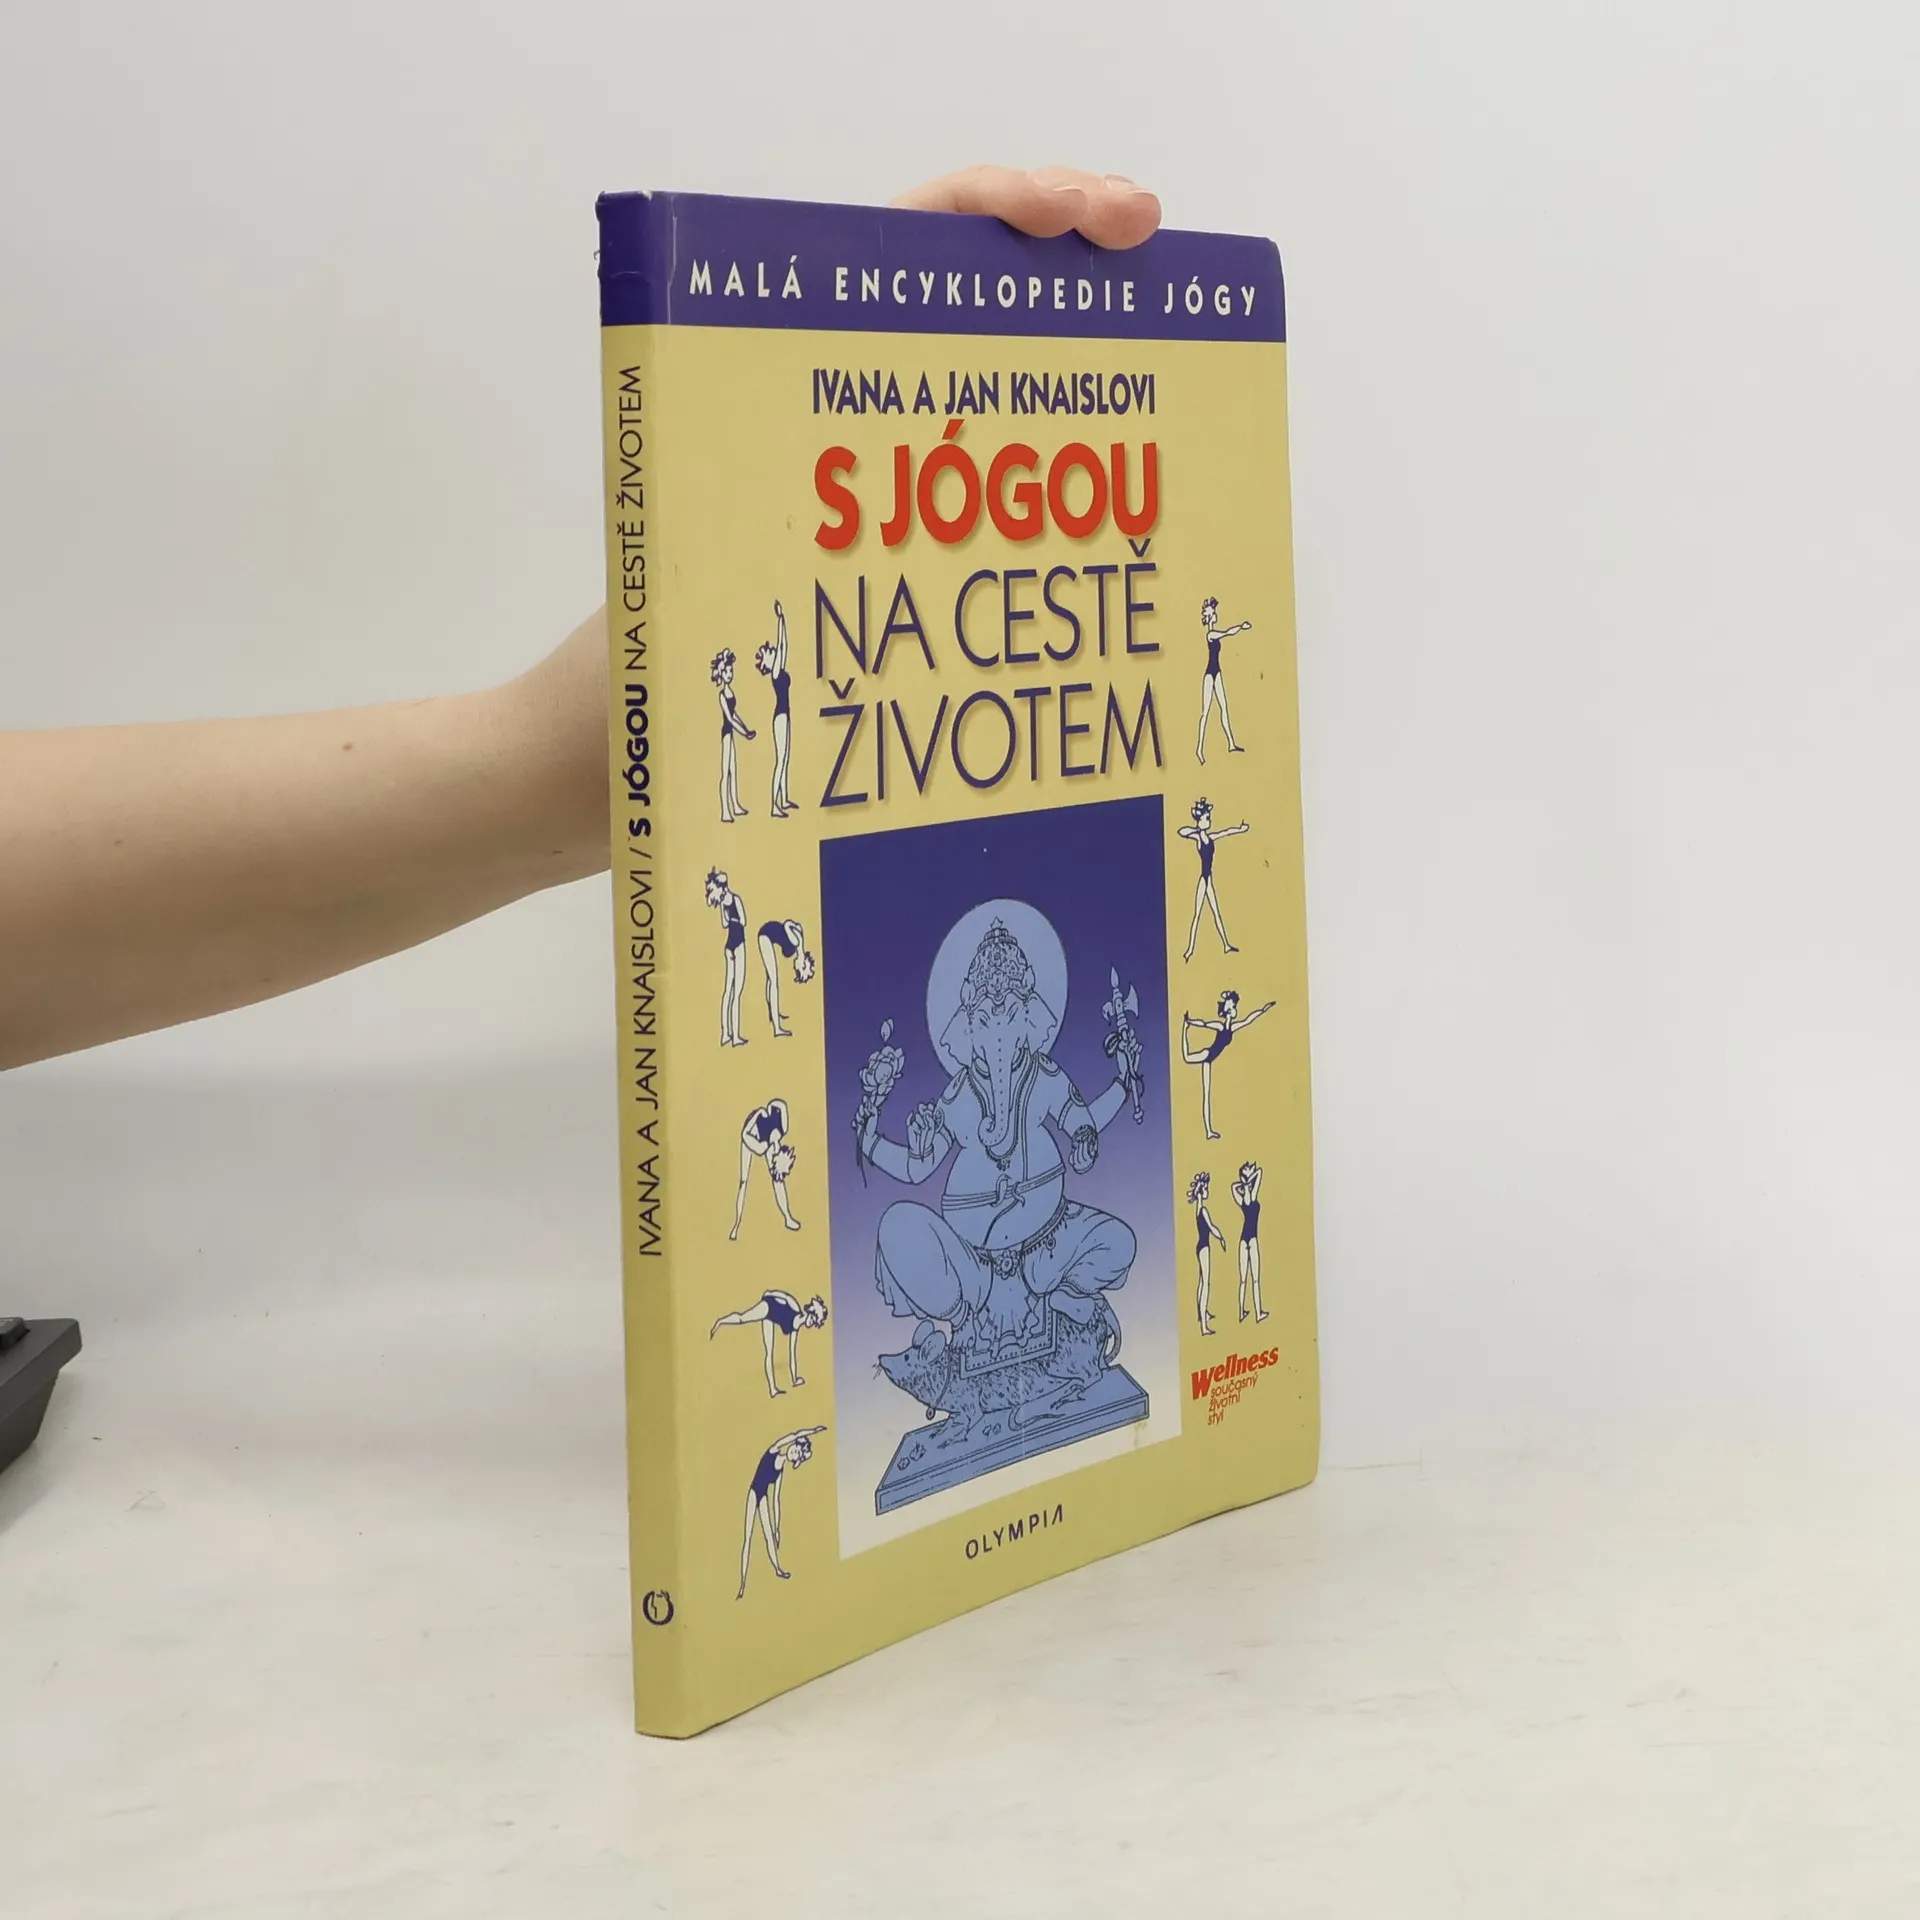 MALÁ ENCYKLOPEDIE JÓGY
IVANA A JAN KNAISLOVI
S JÓGOU
NA CESTĚ
ŽIVOTEM
Wellness
současný
životní
styl
OLYMPIA
IVANA A JAN KNAISLOVI / S JÓGOU NA CESTĚ ŽIVOTEM